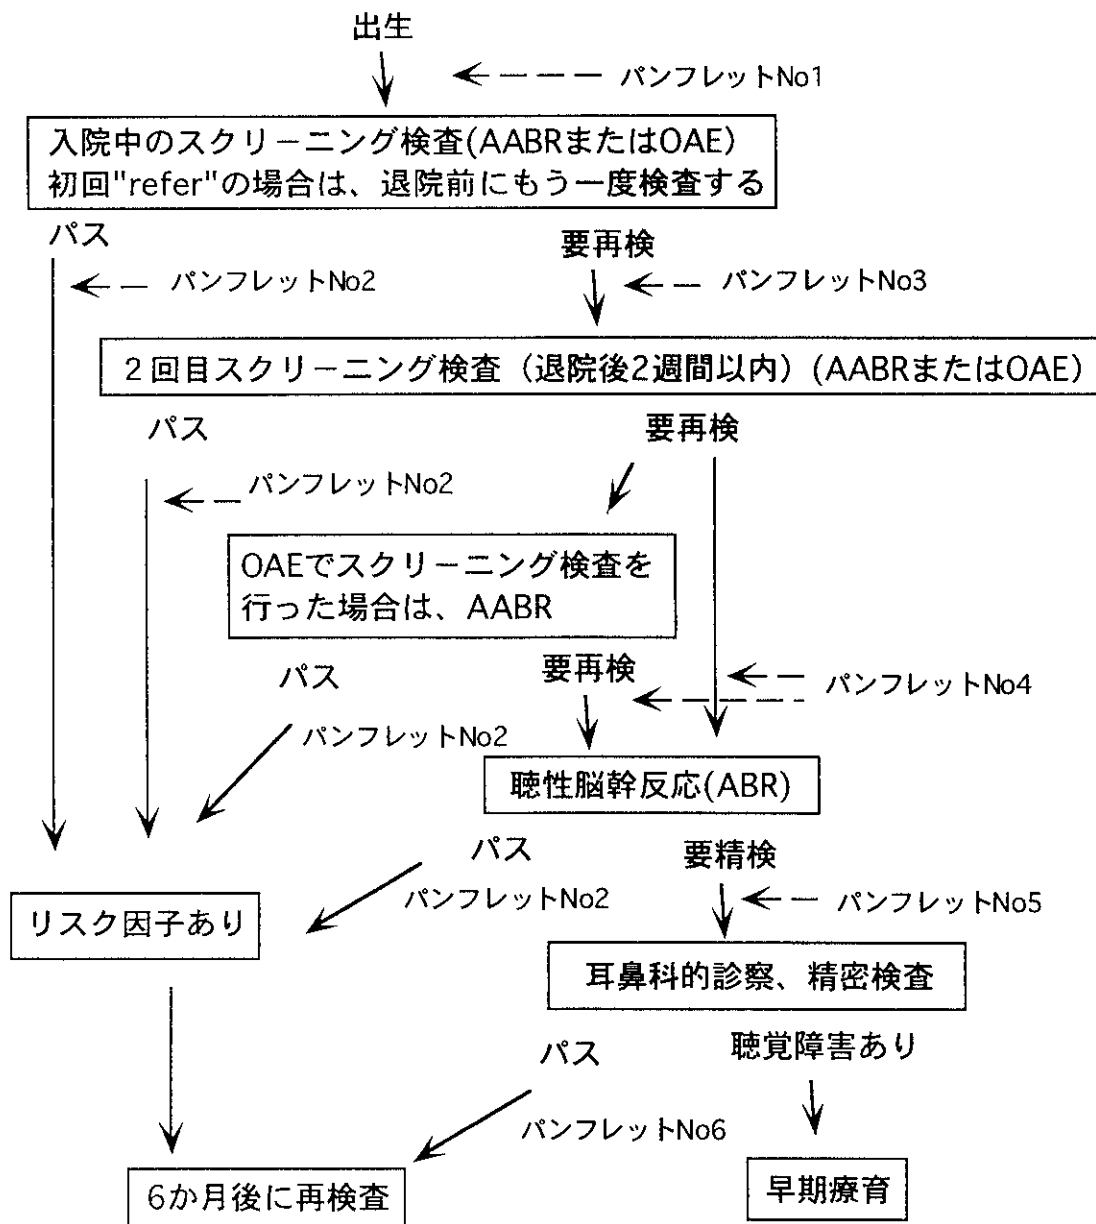 出生
パンフレットNo1
入院中のスクリーニング検査(AABRまたはOAE)
初回"refer"の場合は、退院前にもう一度検査する
パス
要再検
パンフレットNo2
パンフレットNo3
2回目スクリーニング検査（退院後2週間以内）(AABRまたはOAE)
パス
要再検
パンフレットNo2
OAEでスクリーニング検査を
行った場合は、AABR
パス
要再検
パンフレットNo4
パンフレットNo2
聴性脳幹反応(ABR)
パス
要精検
パンフレットNo2
パンフレットNo5
リスク因子あり
耳鼻科的診察、精密検査
パス
聴覚障害あり
パンフレットNo6
6か月後に再検査
早期療育